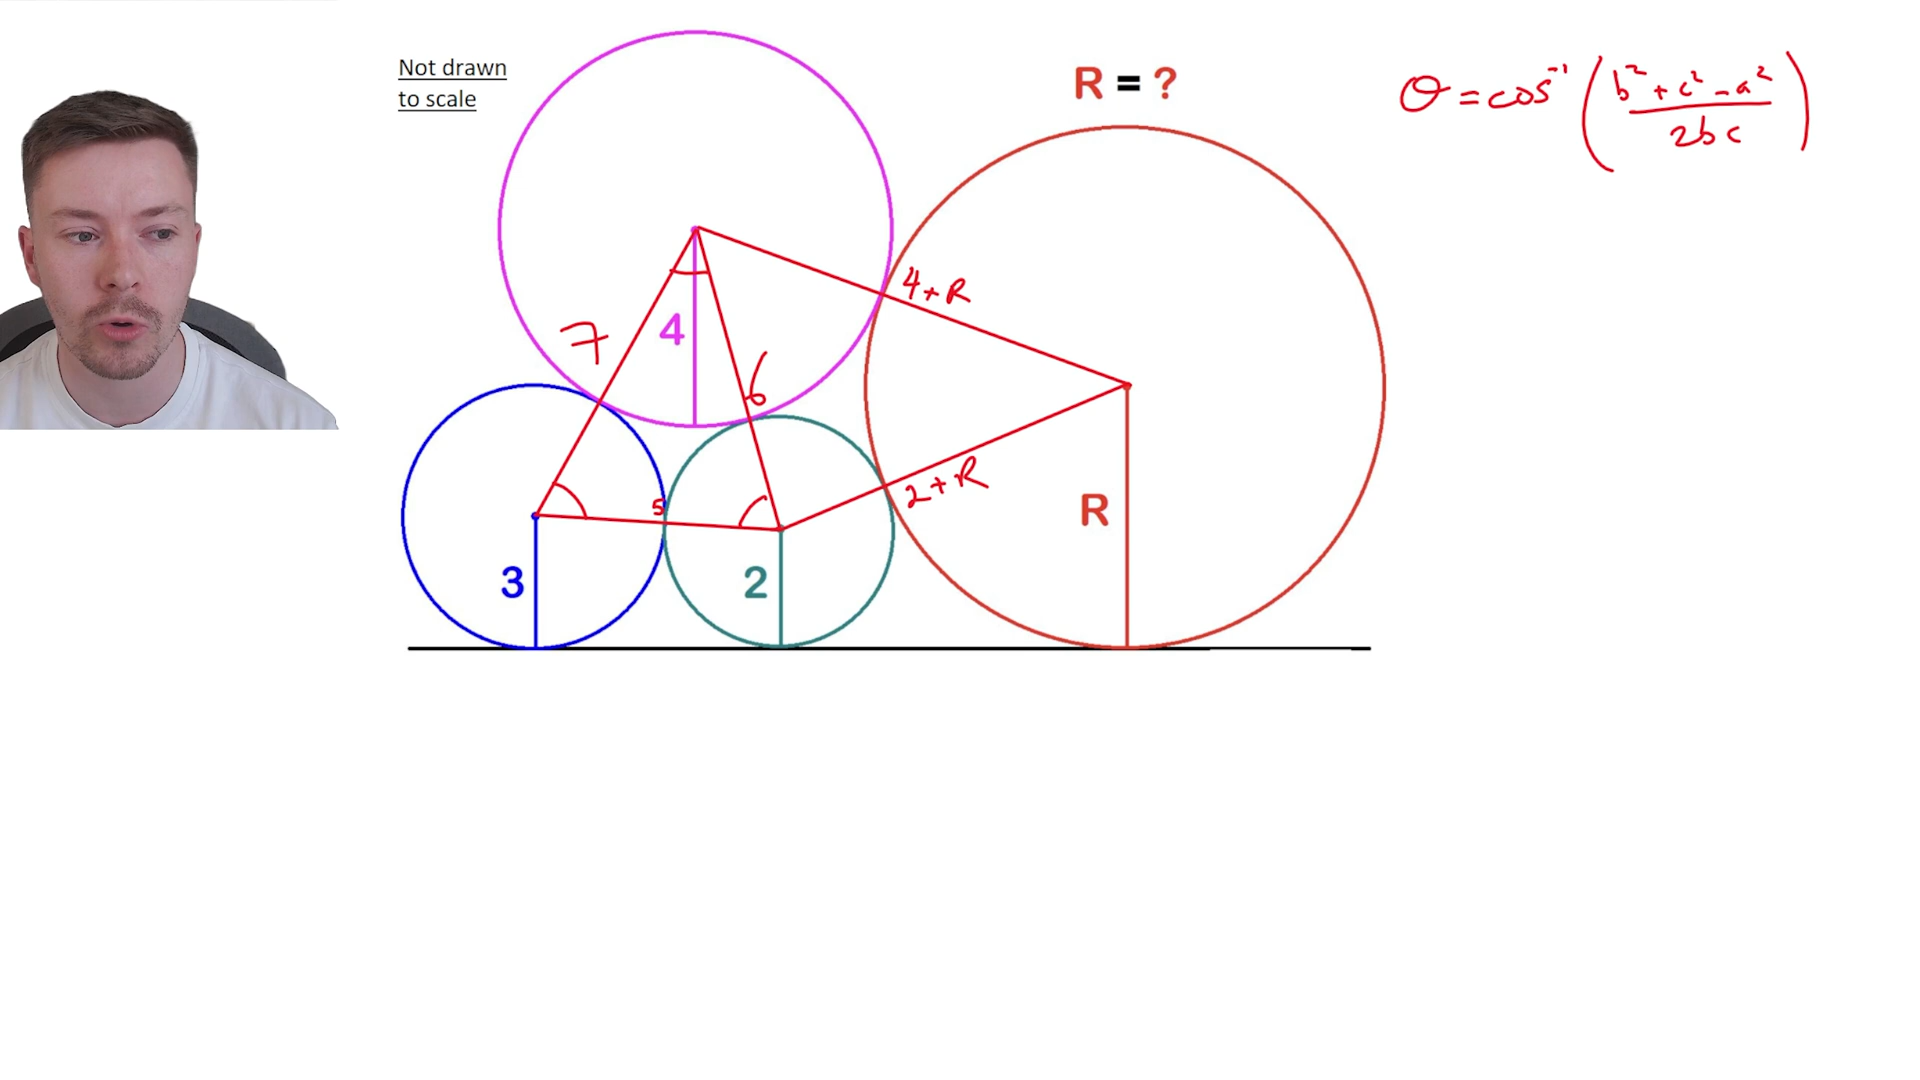 Not drawn
to scale
R = ?
θ = cos⁻¹ (b² + c² - a² / 2bc)
4 + R
7
4
6
5
2 + R
3
2
R